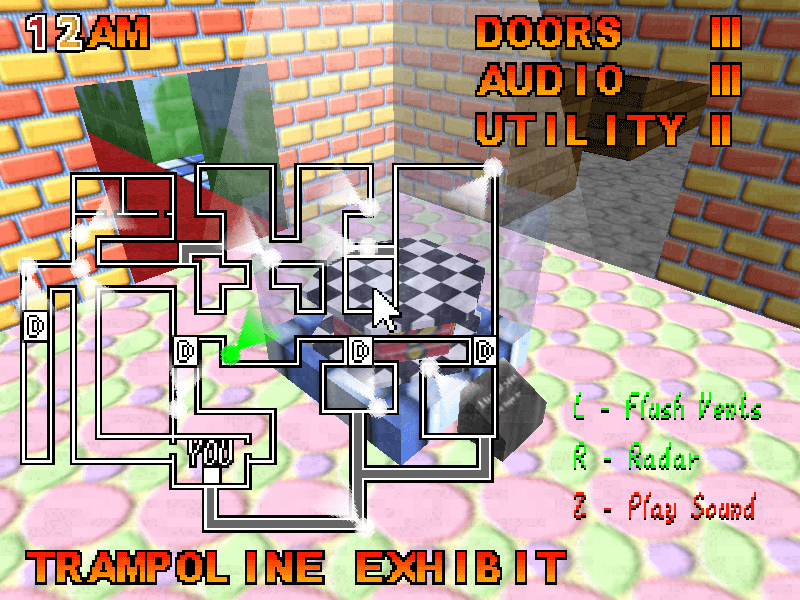 12AM
DOORS III
AUDIO III
UTILITY II
D
D
D
D
L - Flush Vents
YOU
R - Radar
Z - Play Sound
TRAMPOLINE EXHIBIT